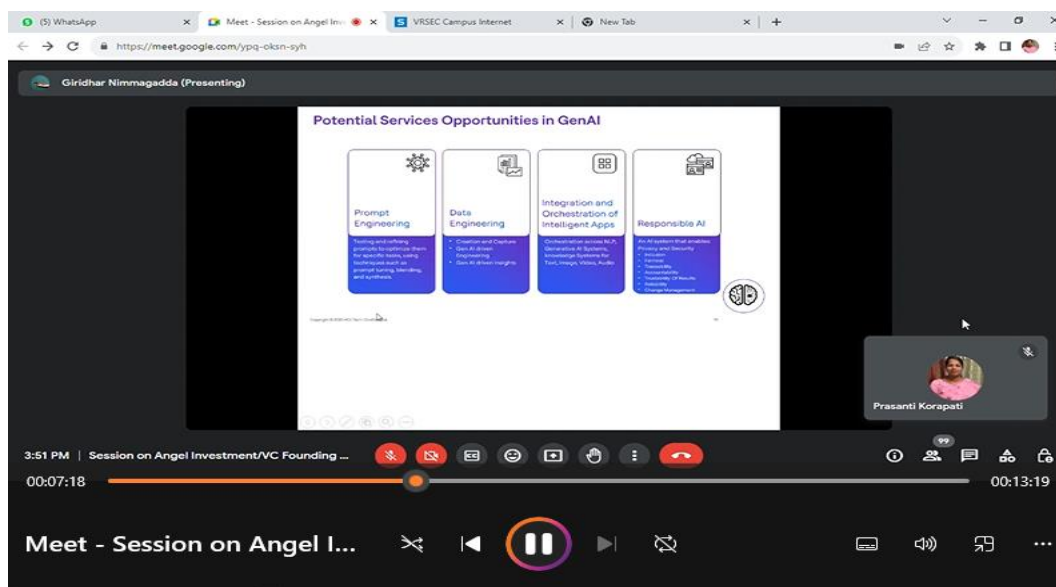 (5) WhatsApp
Meet - Session on Angel Inve
VRSEC Campus Internet
New Tab
https://meet.google.com/ypq-oksn-syh
Giridhar Nimmagadda (Presenting)
Potential Services Opportunities in GenAI
Prompt
Engineering
Testing and refining
prompts to optimize them
for specific tasks, using
techniques such as
prompt tuning, blending,
and synthesis.
Data
Engineering
• Creation and Capture
• Gen AI driven
Engineering
• Gen AI driven insights
Integration and
Orchestration of
Intelligent Apps
Orchestration across NLP,
Generative AI Systems,
knowledge Systems for
Text, Image, Video, Audio
Responsible AI
An AI system that enables
Privacy and Security
• Inclusion
• Fairness
• Traceability
• Accountability
• Reliability
• Change Management
Prasanti Korapati
99
3:51 PM | Session on Angel Investment/VC Founding ...
00:07:18
00:13:19
Meet - Session on Angel I...